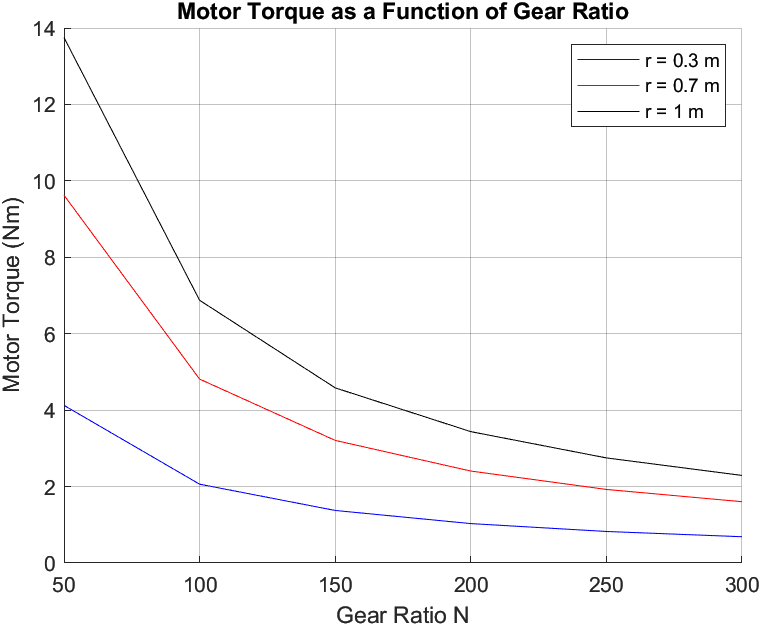 Motor Torque as a Function of Gear Ratio
14
12
10
8
6
4
2
0
Motor Torque (Nm)
r = 0.3 m
r = 0.7 m
r = 1 m
50 100 150 200 250 300
Gear Ratio N